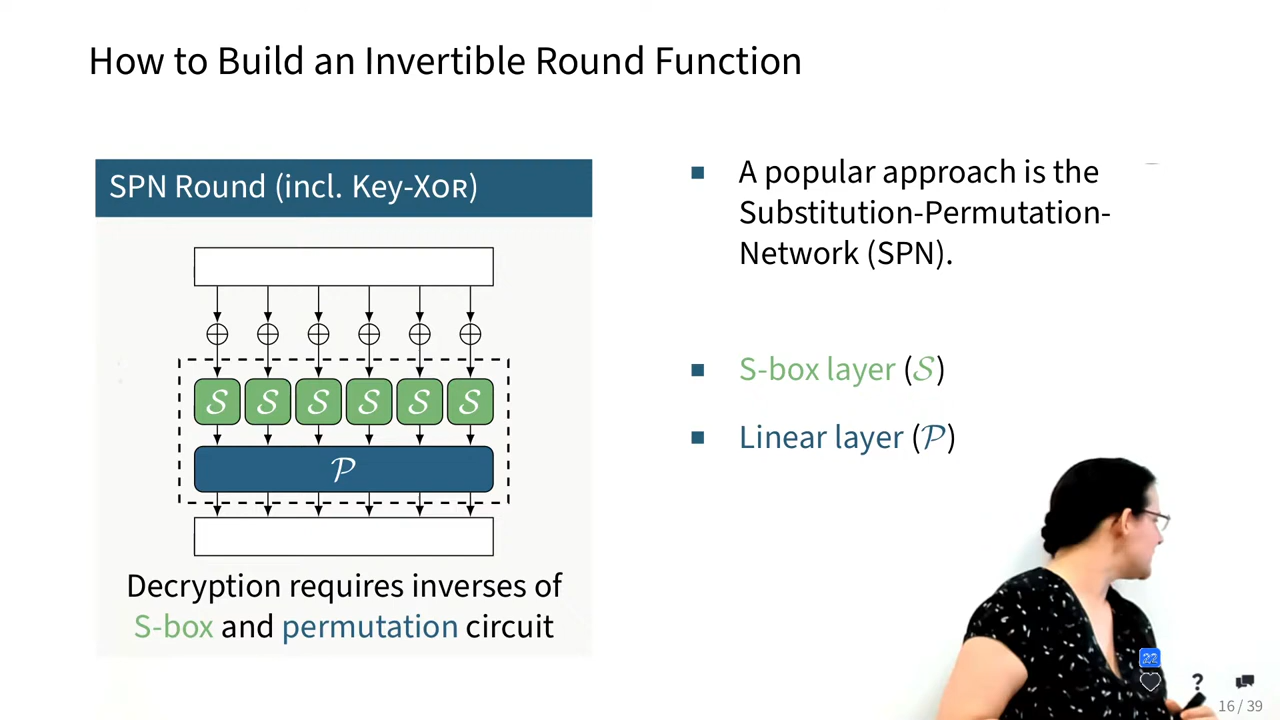 How to Build an Invertible Round Function
SPN Round (incl. Key-XOR)
S S S S S S
P
Decryption requires inverses of
S-box and permutation circuit
A popular approach is the
Substitution-Permutation-
Network (SPN).
S-box layer (S)
Linear layer (P)
22
?
16 / 39